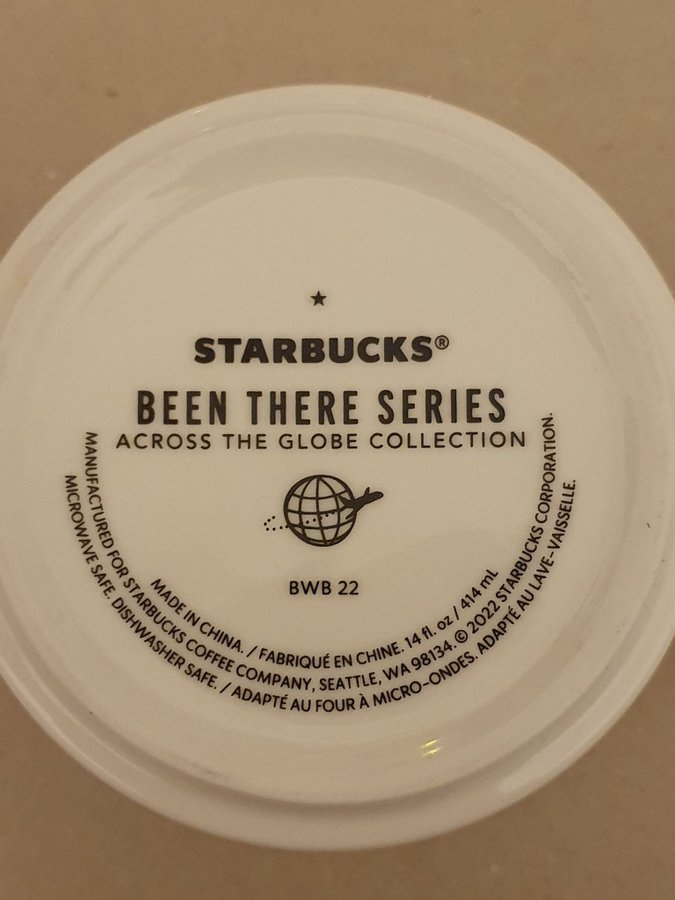 STARBUCKS®
BEEN THERE SERIES
ACROSS THE GLOBE COLLECTION
BWB 22
MADE IN CHINA. / FABRIQUÉ EN CHINE. 14 fl. oz / 414 mL
MANUFACTURED FOR STARBUCKS COFFEE COMPANY, SEATTLE, WA 98134. © 2022 STARBUCKS CORPORATION.
MICROWAVE SAFE. DISHWASHER SAFE. / ADAPTÉ AU FOUR À MICRO-ONDES. ADAPTÉ AU LAVE-VAISSELLE.